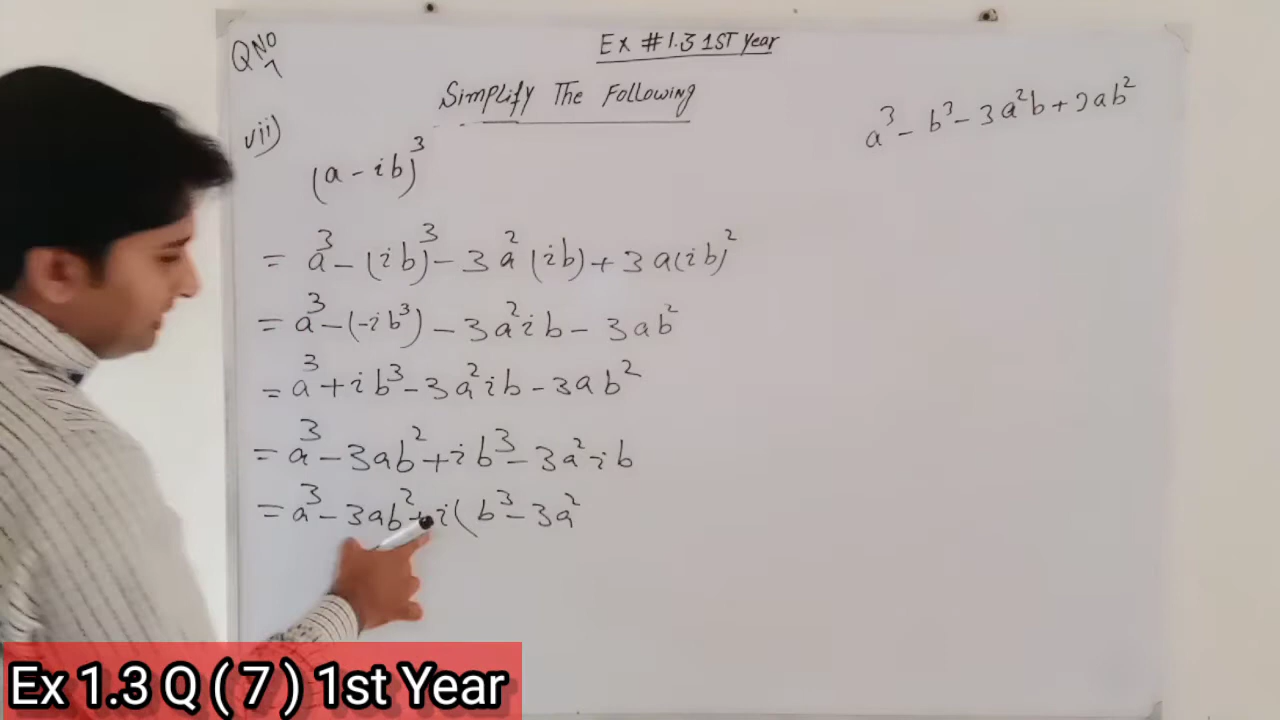 Q NO 7
Ex # 1.3 1ST Year
Simplify The Following
a³ - b³ - 3a²b + 3ab²
vii)
(a - ib)³
= a³ - (ib)³ - 3a²(ib) + 3a(ib)²
= a³ - (-ib³) - 3a²ib - 3ab²
= a³ + ib³ - 3a²ib - 3ab²
= a³ - 3ab² + ib³ - 3a²ib
= a³ - 3ab² + i(b³ - 3a²
Ex 1.3 Q ( 7 ) 1st Year